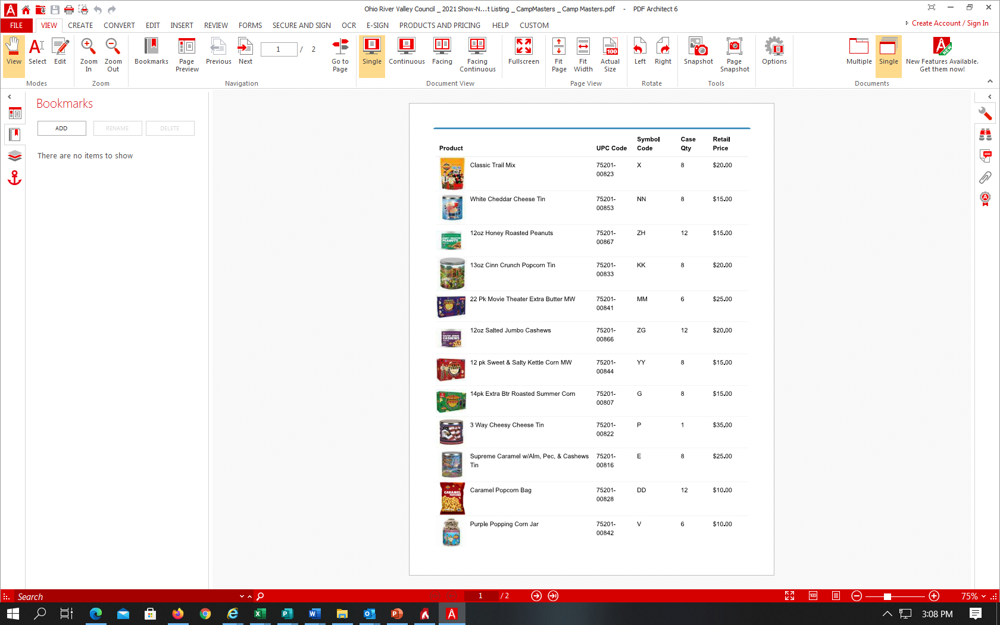 Ohio River Valley Council _ 2021 Show-N...t Listing _ CampMasters _ Camp Masters.pdf - PDF Architect 6
FILE VIEW CREATE CONVERT EDIT INSERT REVIEW FORMS SECURE AND SIGN OCR E-SIGN PRODUCTS AND PRICING HELP CUSTOM Create Account / Sign In
View Select Edit Zoom In Zoom Out Bookmarks Page Preview Previous 1 / 2 Next Go to Page Single Continuous Facing Facing Continuous Fullscreen Fit Page Fit Width Actual Size Left Right Snapshot Page Snapshot Options Multiple Single New Features Available. Get them now!
Modes Zoom Navigation Document View Page View Rotate Tools Documents
Bookmarks
ADD RENAME DELETE
There are no items to show
Product UPC Code Symbol Code Case Qty Retail Price
Classic Trail Mix 75201-00823 X 8 $20.00
White Cheddar Cheese Tin 75201-00853 NN 8 $15.00
12oz Honey Roasted Peanuts 75201-00867 ZH 12 $15.00
13oz Cinn Crunch Popcorn Tin 75201-00833 KK 8 $20.00
22 Pk Movie Theater Extra Butter MW 75201-00841 MM 6 $25.00
12oz Salted Jumbo Cashews 75201-00866 ZG 12 $20.00
12 pk Sweet & Salty Kettle Corn MW 75201-00844 YY 8 $15.00
14pk Extra Btr Roasted Summer Corn 75201-00807 G 8 $15.00
3 Way Cheesy Cheese Tin 75201-00822 P 1 $35.00
Supreme Caramel w/Alm, Pec, & Cashews Tin 75201-00816 E 8 $25.00
Caramel Popcorn Bag 75201-00828 DD 12 $10.00
Purple Popping Corn Jar 75201-00842 V 6 $10.00
Search 1 / 2 75%
3:08 PM